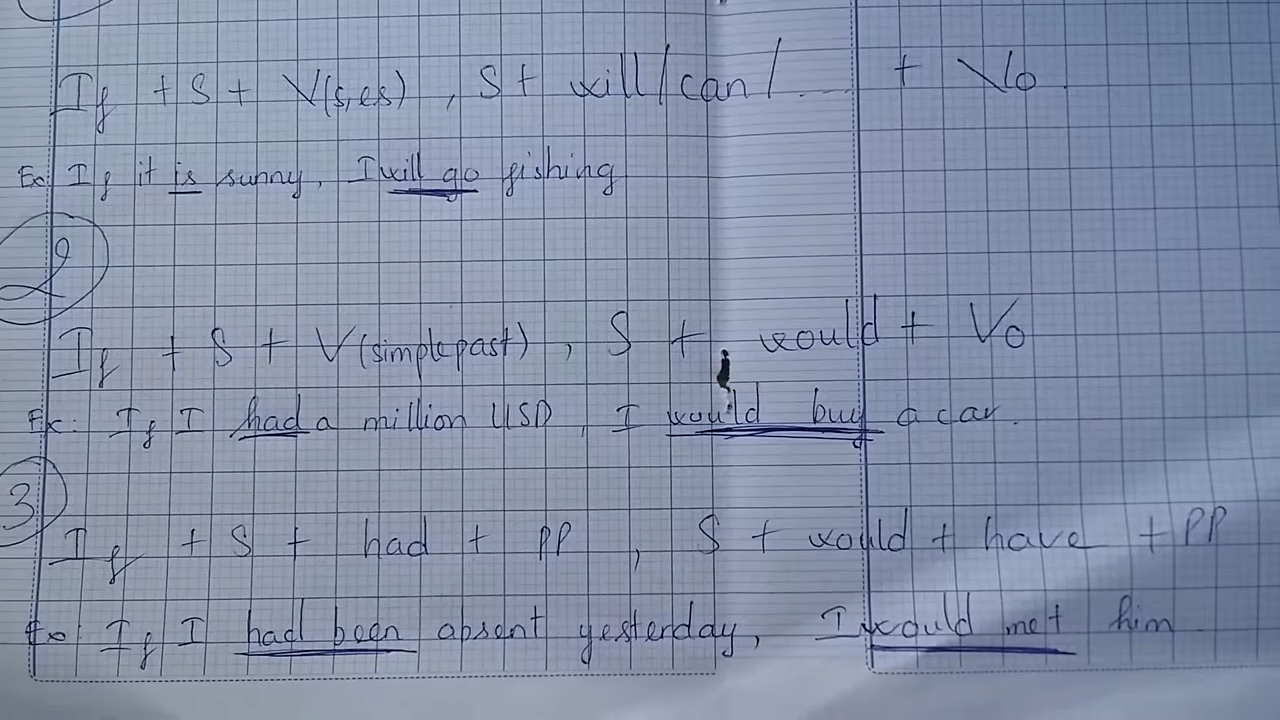 If + S + V(s,es) , S + will / can / ..... + Vo.
Ex: If it is sunny, I will go fishing
2
If + S + V(simple past) , S + would + Vo
Ex: If I had a million USD , I would buy a car.
3
If + S + had + PP , S + would + have + PP
Ex: If I had been absent yesterday, I would met him